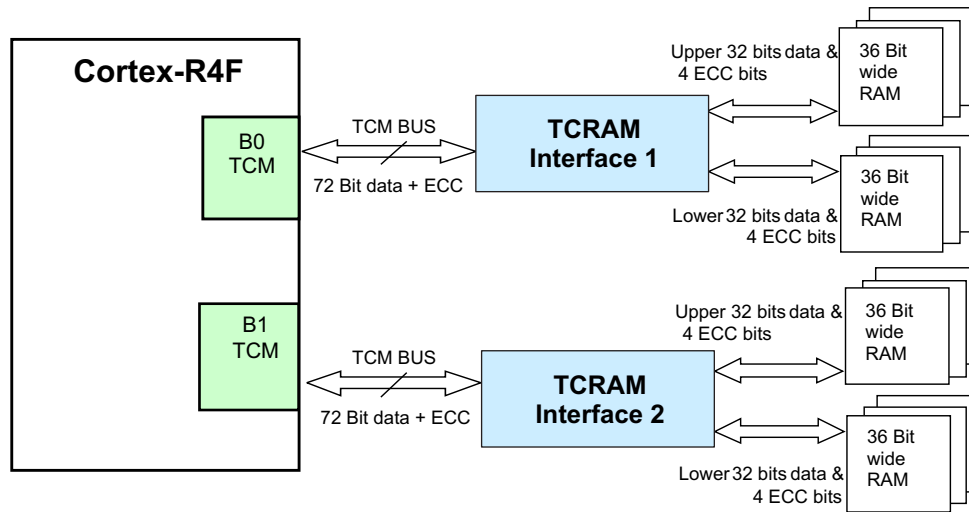 Cortex-R4F
B0
TCM
TCM BUS
72 Bit data + ECC
TCRAM
Interface 1
Upper 32 bits data &
4 ECC bits
36 Bit
wide
RAM
Lower 32 bits data &
4 ECC bits
36 Bit
wide
RAM
B1
TCM
TCM BUS
72 Bit data + ECC
TCRAM
Interface 2
Upper 32 bits data &
4 ECC bits
36 Bit
wide
RAM
Lower 32 bits data &
4 ECC bits
36 Bit
wide
RAM